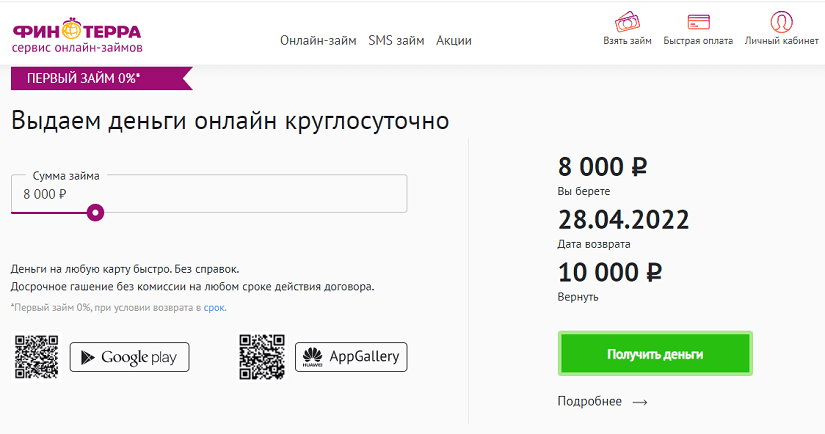 ФИНТЕРРА
сервис онлайн-займов
Онлайн-займ SMS займ Акции
Взять займ Быстрая оплата Личный кабинет
ПЕРВЫЙ ЗАЙМ 0%*
Выдаем деньги онлайн круглосуточно
Сумма займа
8 000 ₽
Деньги на любую карту быстро. Без справок.
Досрочное гашение без комиссии на любом сроке действия договора.
*Первый займ 0%, при условии возврата в срок.
Google play
HUAWEI AppGallery
8 000 ₽
Вы берете
28.04.2022
Дата возврата
10 000 ₽
Вернуть
Получить деньги
Подробнее →